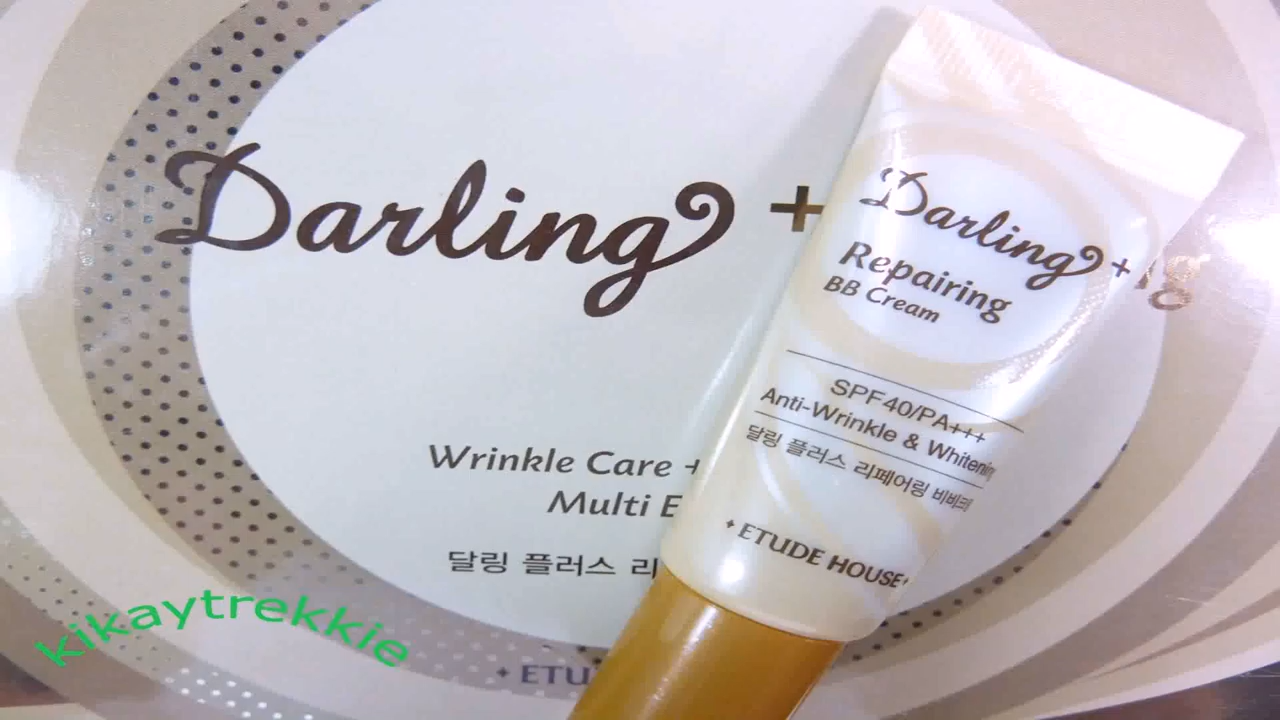 Darling +
Wrinkle Care +
Multi E
달링 플러스 리
ETU
Darling +
Repairing
BB Cream
SPF40/PA+++
Anti-Wrinkle & Whitening
달링 플러스 리페어링 비비크
ETUDE HOUSE
kikaytrekkie